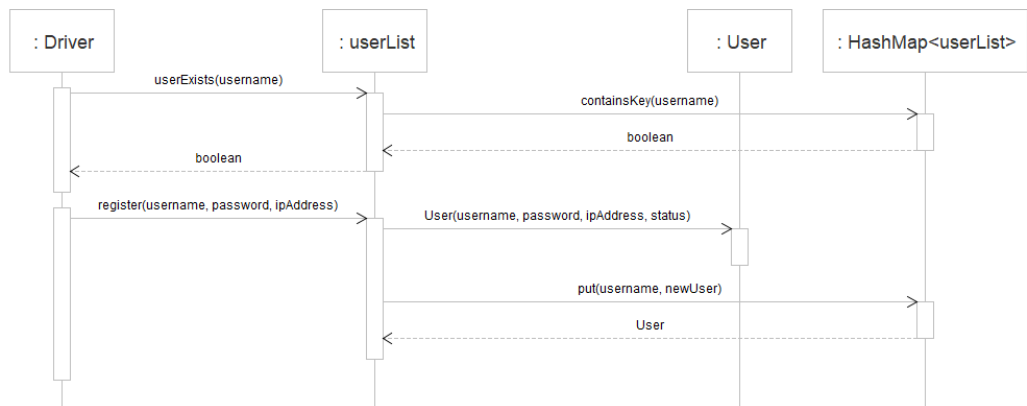 : Driver
: userList
: User
: HashMap<userList>
userExists(username)
containsKey(username)
boolean
boolean
register(username, password, ipAddress)
User(username, password, ipAddress, status)
put(username, newUser)
User